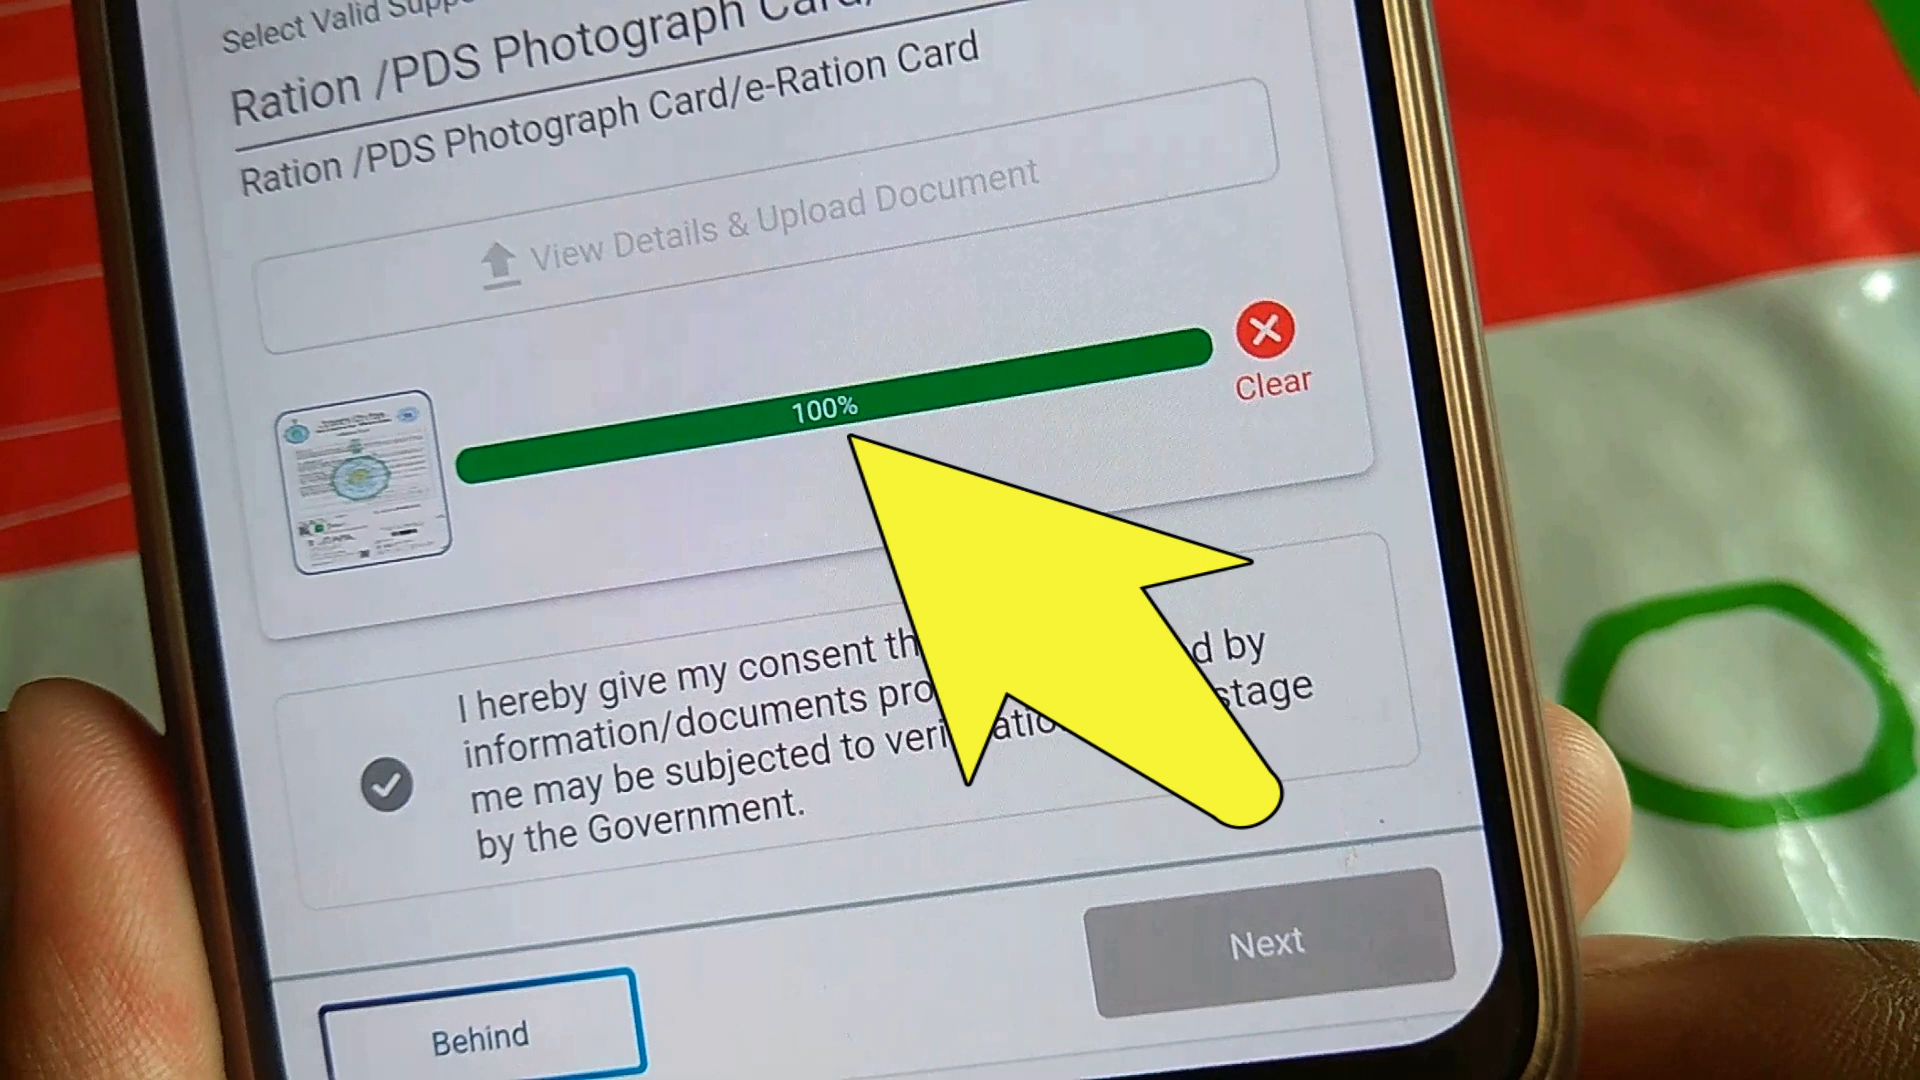 Select Valid Supp
Ration /PDS Photograph Card/
Ration /PDS Photograph Card/e-Ration Card
View Details & Upload Document
100%
Clear
I hereby give my consent th d by
information/documents pro stage
me may be subjected to veri atio
by the Government.
Next
Behind